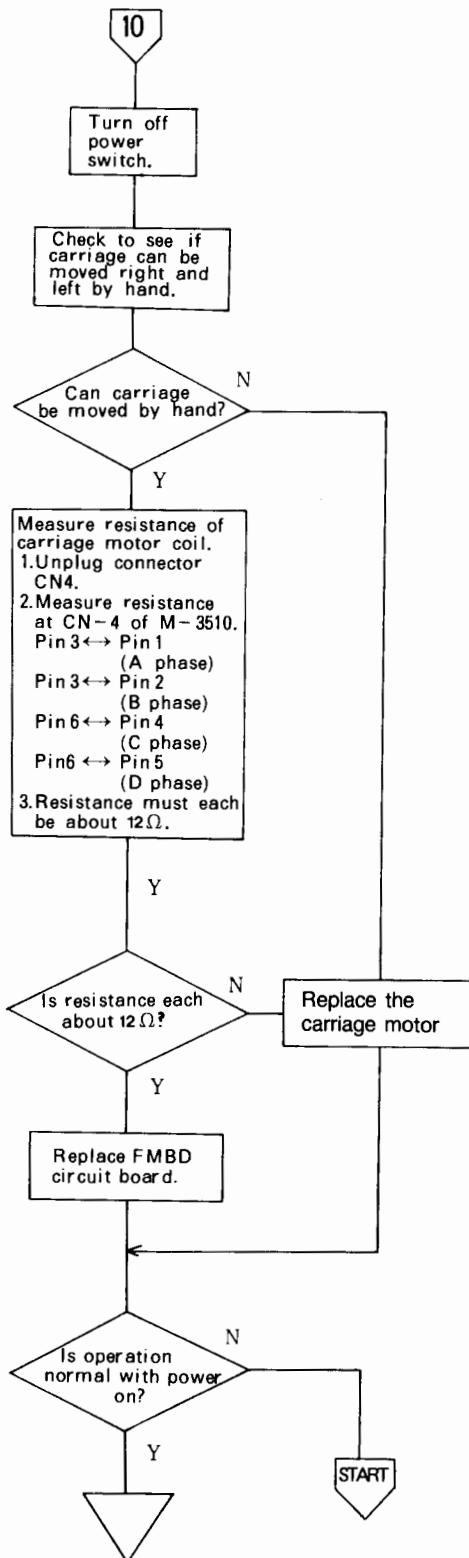 10
Turn off
power
switch.
Check to see if
carriage can be
moved right and
left by hand.
Can carriage
be moved by hand?
N
Y
Measure resistance of
carriage motor coil.
1.Unplug connector
CN4.
2.Measure resistance
at CN-4 of M-3510.
Pin 3 ↔ Pin 1
(A phase)
Pin 3 ↔ Pin 2
(B phase)
Pin 6 ↔ Pin 4
(C phase)
Pin6 ↔ Pin 5
(D phase)
3.Resistance must each
be about 12Ω.
Y
Is resistance each
about 12Ω?
N
Replace the
carriage motor
Y
Replace FMBD
circuit board.
Is operation
normal with power
on?
N
Y
START